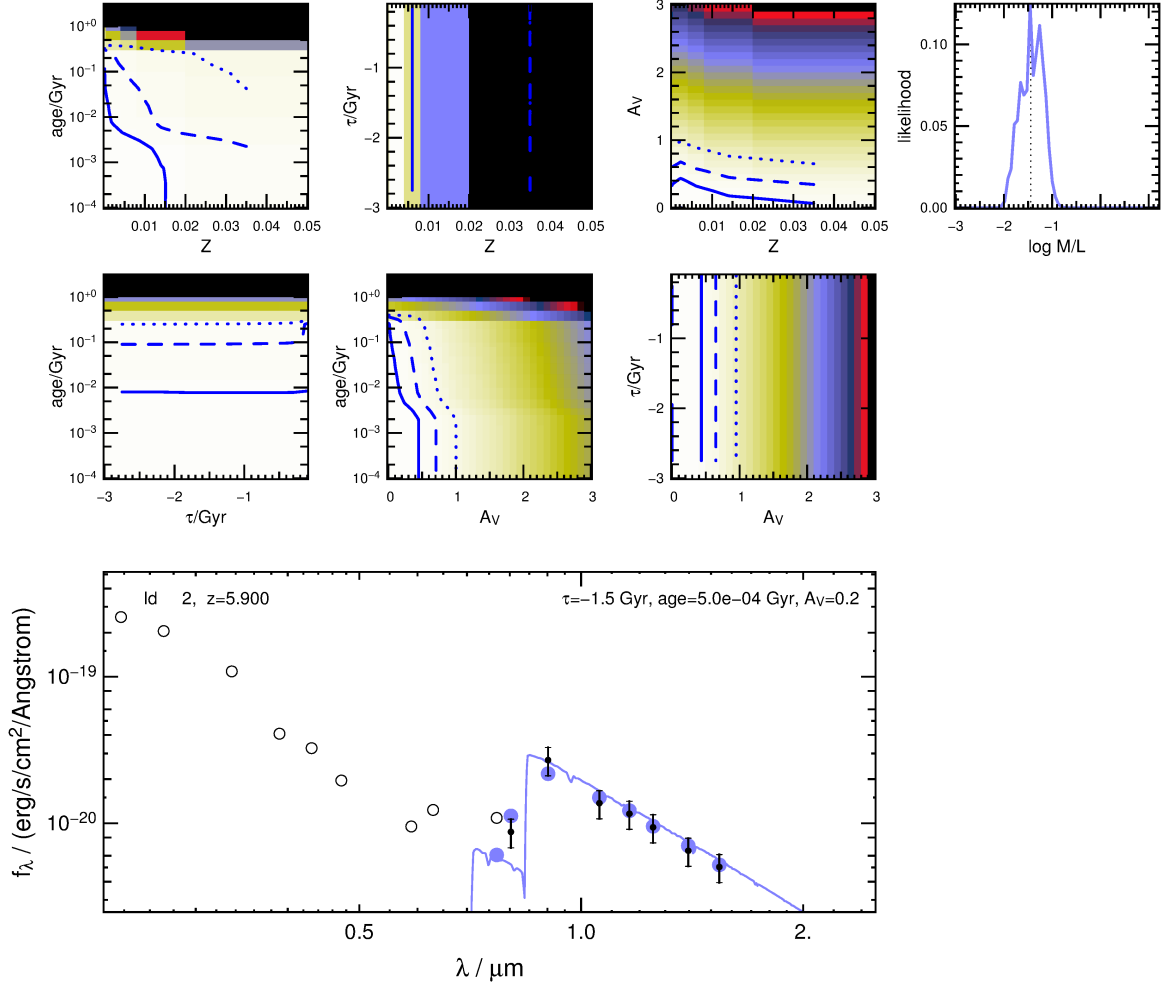 10⁰
10⁻¹
10⁻²
10⁻³
10⁻⁴
age/Gyr
0.01 0.02 0.03 0.04 0.05
Z
−1
−2
−3
τ/Gyr
0.01 0.02 0.03 0.04 0.05
Z
3
2
1
0
A_V
0.01 0.02 0.03 0.04 0.05
Z
0.10
0.05
0.00
likelihood
−3 −2 −1
log M/L
10⁰
10⁻¹
10⁻²
10⁻³
10⁻⁴
age/Gyr
−3 −2 −1
τ/Gyr
10⁰
10⁻¹
10⁻²
10⁻³
10⁻⁴
age/Gyr
0 1 2 3
A_V
−1
−2
−3
τ/Gyr
0 1 2 3
A_V
Id 2, z=5.900
τ=−1.5 Gyr, age=5.0e−04 Gyr, A_V=0.2
10⁻¹⁹
10⁻²⁰
f_λ / (erg/s/cm²/Angstrom)
0.5 1.0 2.
λ / μm